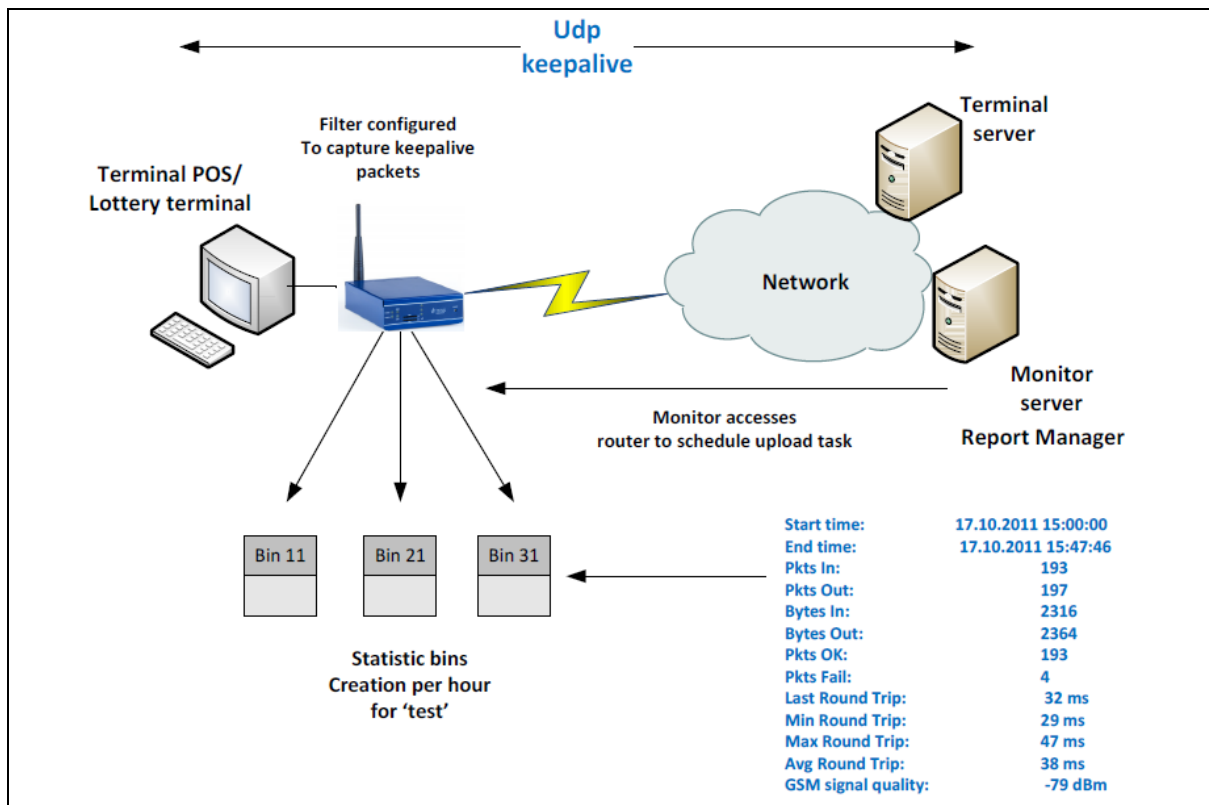 Udp
keepalive
Terminal
server
Filter configured
To capture keepalive
packets
Terminal POS/
Lottery terminal
Network
Monitor
server
Report Manager
Monitor accesses
router to schedule upload task
Bin 11
Bin 21
Bin 31
Statistic bins
Creation per hour
for ‘test’
Start time: 17.10.2011 15:00:00
End time: 17.10.2011 15:47:46
Pkts In: 193
Pkts Out: 197
Bytes In: 2316
Bytes Out: 2364
Pkts OK: 193
Pkts Fail: 4
Last Round Trip: 32 ms
Min Round Trip: 29 ms
Max Round Trip: 47 ms
Avg Round Trip: 38 ms
GSM signal quality: -79 dBm